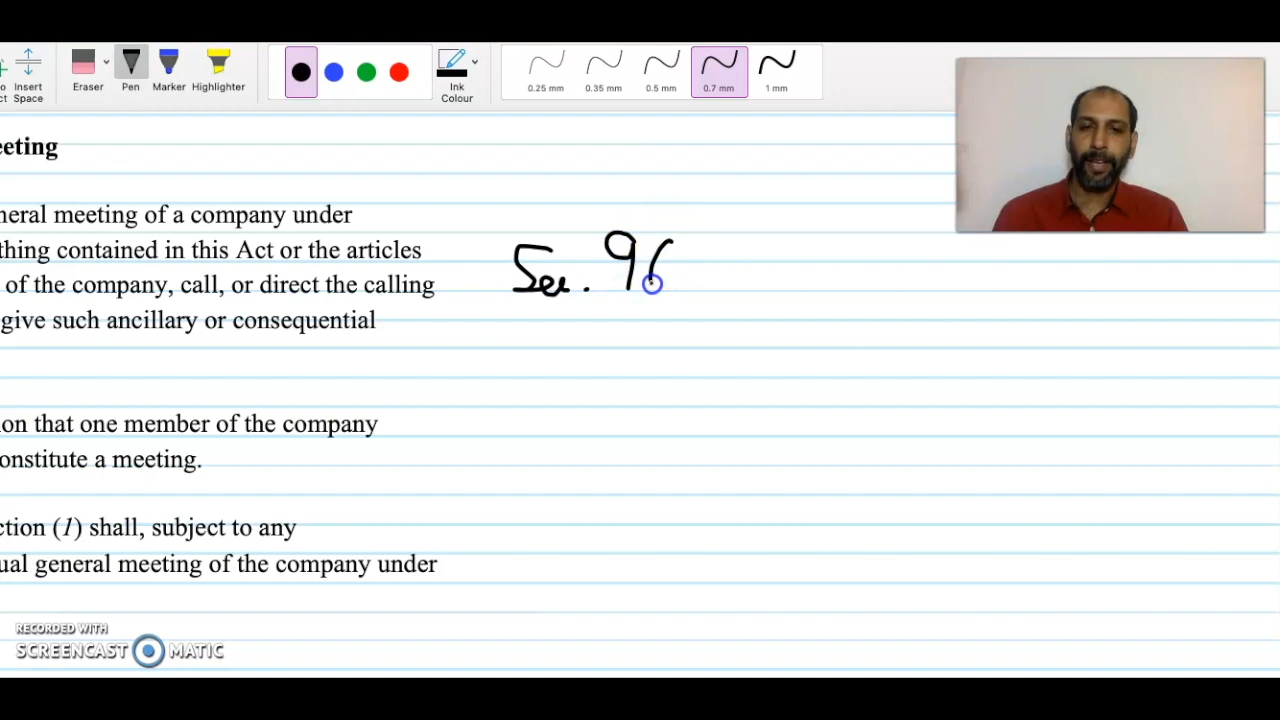 Insert
Space
Eraser
Pen
Marker
Highlighter
Ink
Colour
0.25 mm
0.35 mm
0.5 mm
0.7 mm
1 mm
eeting
neral meeting of a company under
thing contained in this Act or the articles
of the company, call, or direct the calling
give such ancillary or consequential
Sec. 96
ion that one member of the company
onstitute a meeting.
ction (1) shall, subject to any
ual general meeting of the company under
RECORDED WITH
SCREENCAST MATIC